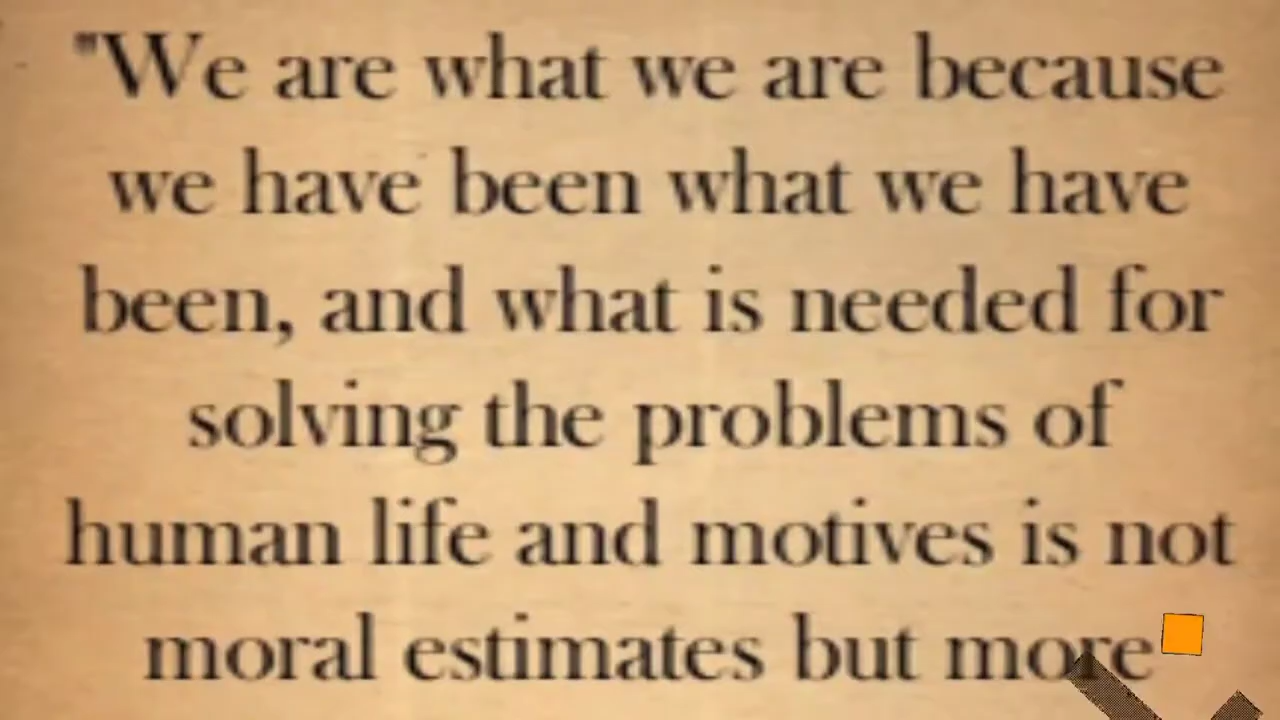 "We are what we are because
we have been what we have
been, and what is needed for
solving the problems of
human life and motives is not
moral estimates but more